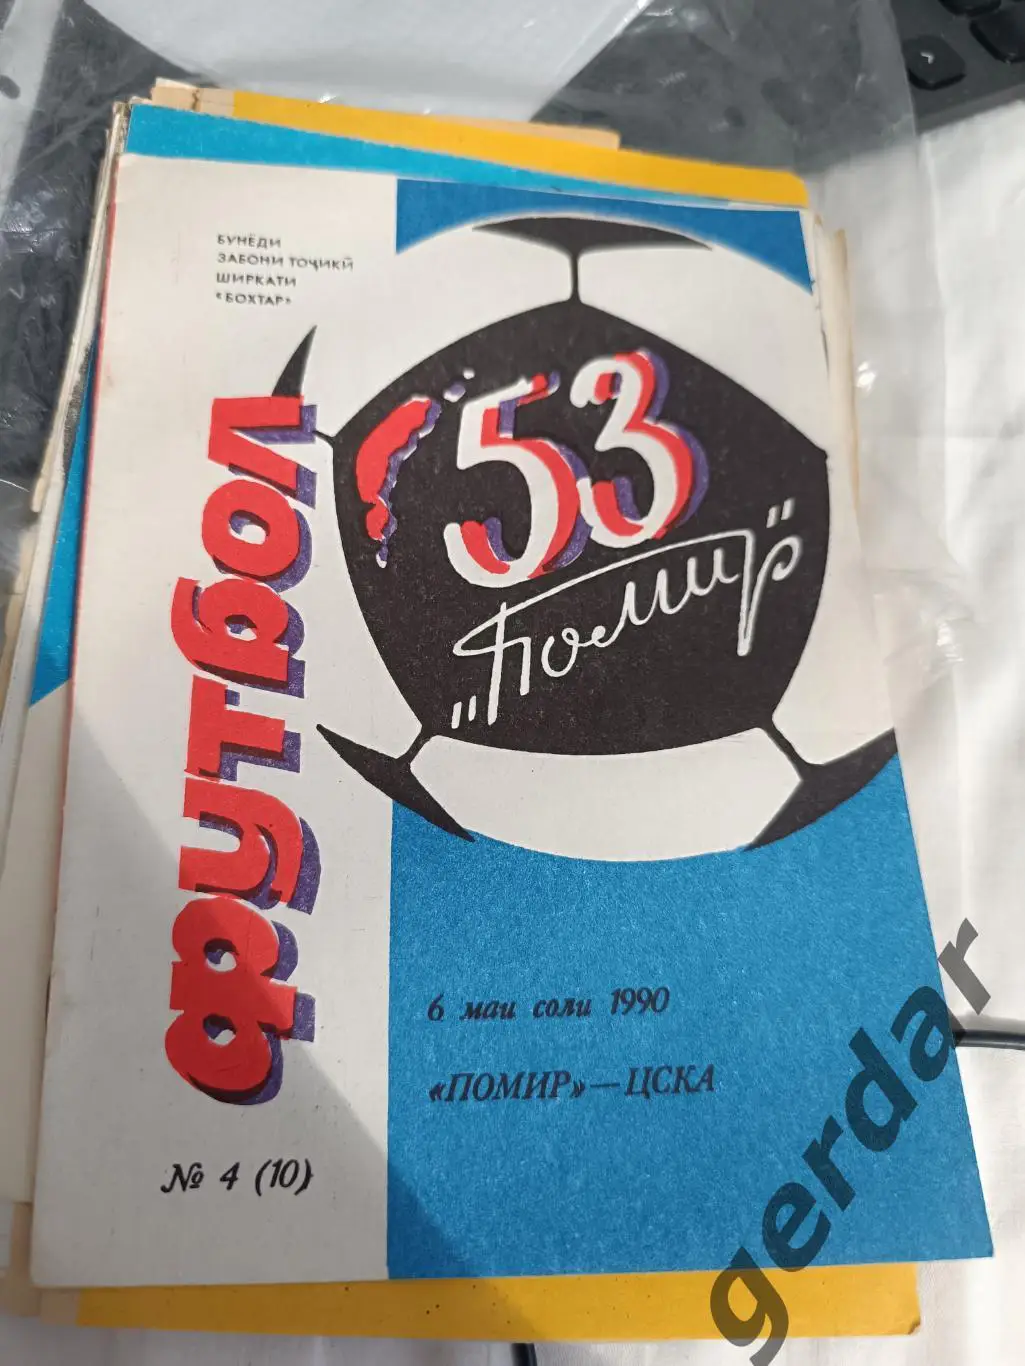 БУНЁДИ
ЗАБОНИ ТОҶИКӢ
ШИРКАТИ
«БОХТАР»
ФУТБОЛ
53
"Помир"
6 маи соли 1990
«ПОМИР» — ЦСКА
№ 4 (10)
gerdar